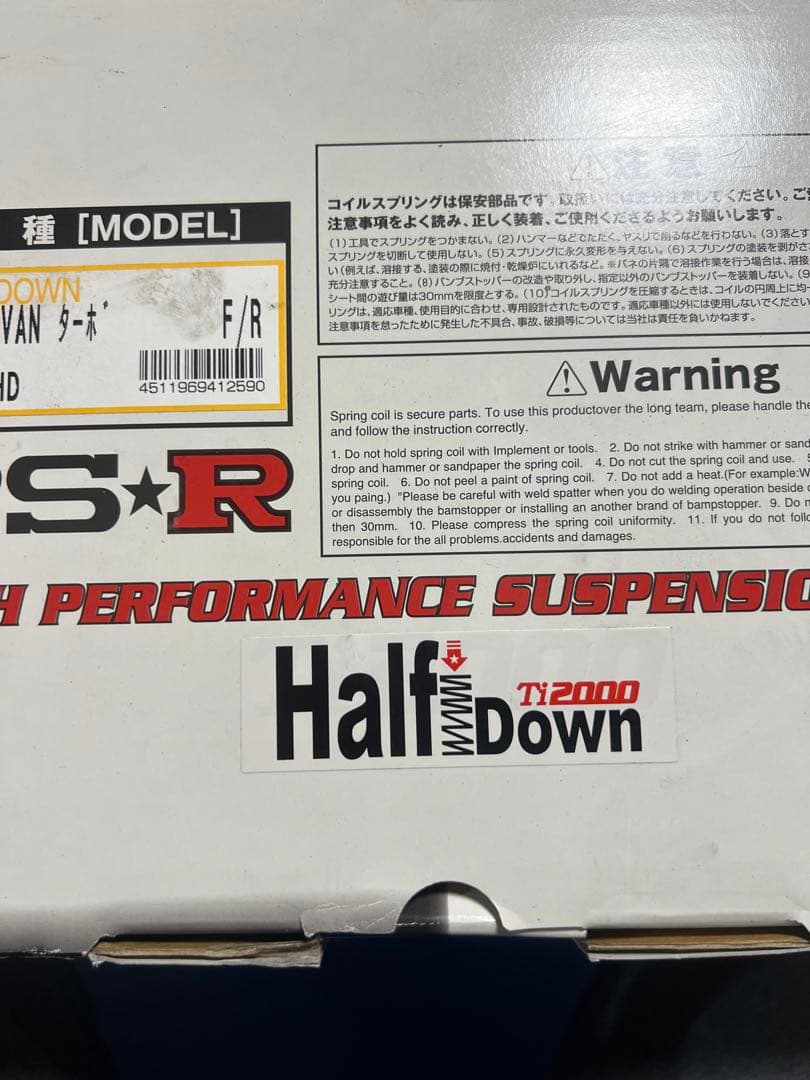 種 [MODEL]
DOWN
VAN ターボ F/R
HD
4511969412590
S★R
注意
コイルスプリングは保安部品です。取扱いには充分注意してください。ご
注意事項をよく読み、正しく装着、ご使用くださるようお願いします。
(1)工具でスプリングをつかまない。(2)ハンマーなどでたたく、ヤスリで削るなどを行わない。(3)落とす
スプリングを切断して使用しない。(5)スプリングに永久変形を与えない。(6)スプリングの塗装を剥がさ
い(例えば、溶接する、塗装の際に焼付・乾燥炉にいれるなど。※バネの片隅で溶接作業を行う場合は、溶接
充分注意すること。(8)バンプストッパーの改造や取り外し、指定以外のバンプストッパーを装着しない。(9
シート間の遊び量は30mmを限度とする。(10)コイルスプリングを圧縮するときは、コイルの円周上に均一
リングは、適応車種、使用目的に合わせ、専用設計されたものです。適応車種以外には使用しないでください
注意事項を怠ったために発生した不具合、事故、破損等については当社は責任を負いかねます。
Warning
Spring coil is secure parts. To use this productover the long team, please handle the
and follow the instruction correctly.
1. Do not hold spring coil with Implement or tools. 2. Do not strike with hammer or sand
drop and hammer or sandpaper the spring coil. 4. Do not cut the spring coil and use. 5
spring coil. 6. Do not peel a paint of spring coil. 7. Do not add a heat.(For example:W
you paing.) "Please be careful with weld spatter when you do welding operation beside
or disassembly the bamstopper or installing an another brand of bampstopper. 9. Do n
then 30mm. 10. Please compress the spring coil uniformity. 11. If you do not follo
responsible for the all problems.accidents and damages.
H PERFORMANCE SUSPENSIO
Half Down
Ti2000